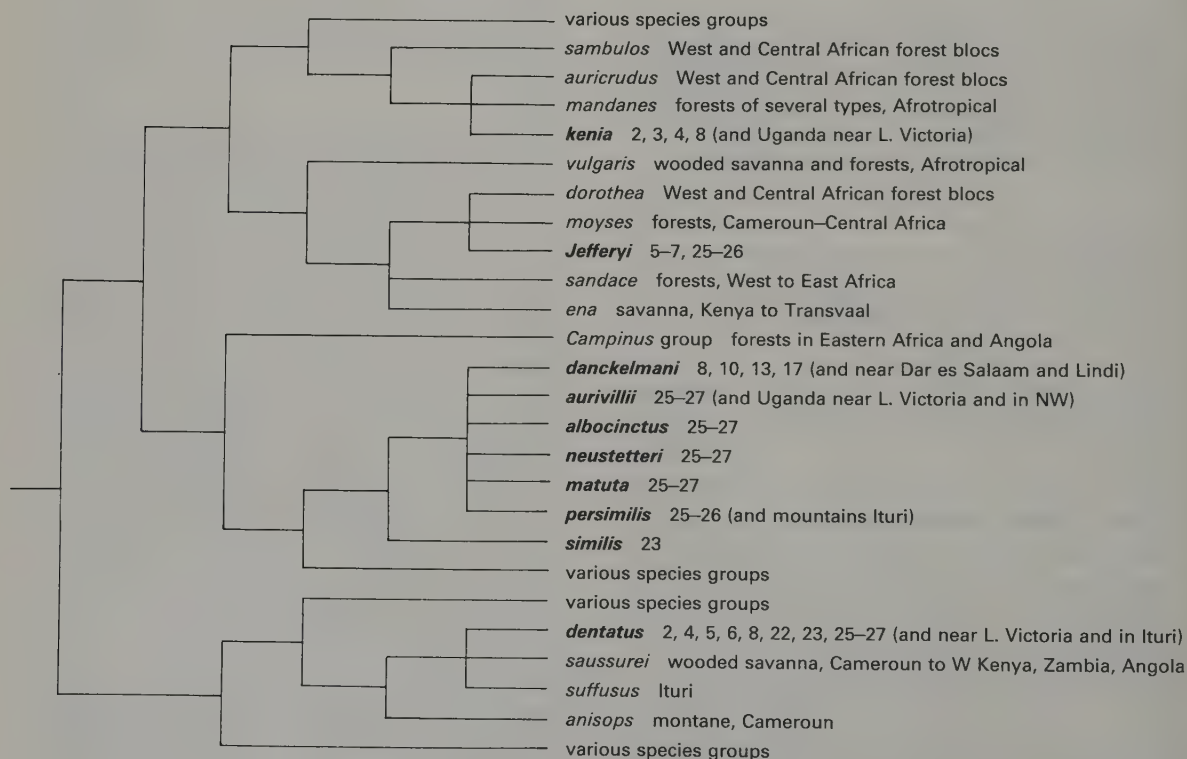 various species groups
sambulos West and Central African forest blocs
auricrudus West and Central African forest blocs
mandanes forests of several types, Afrotropical
kenia 2, 3, 4, 8 (and Uganda near L. Victoria)
vulgaris wooded savanna and forests, Afrotropical
dorothea West and Central African forest blocs
moyses forests, Cameroun–Central Africa
Jefferyi 5–7, 25–26
sandace forests, West to East Africa
ena savanna, Kenya to Transvaal
Campinus group forests in Eastern Africa and Angola
danckelmani 8, 10, 13, 17 (and near Dar es Salaam and Lindi)
aurivillii 25–27 (and Uganda near L. Victoria and in NW)
albocinctus 25–27
neustetteri 25–27
matuta 25–27
persimilis 25–26 (and mountains Ituri)
similis 23
various species groups
various species groups
dentatus 2, 4, 5, 6, 8, 22, 23, 25–27 (and near L. Victoria and in Ituri)
saussurei wooded savanna, Cameroun to W Kenya, Zambia, Angola
suffusus Ituri
anisops montane, Cameroun
various species groups